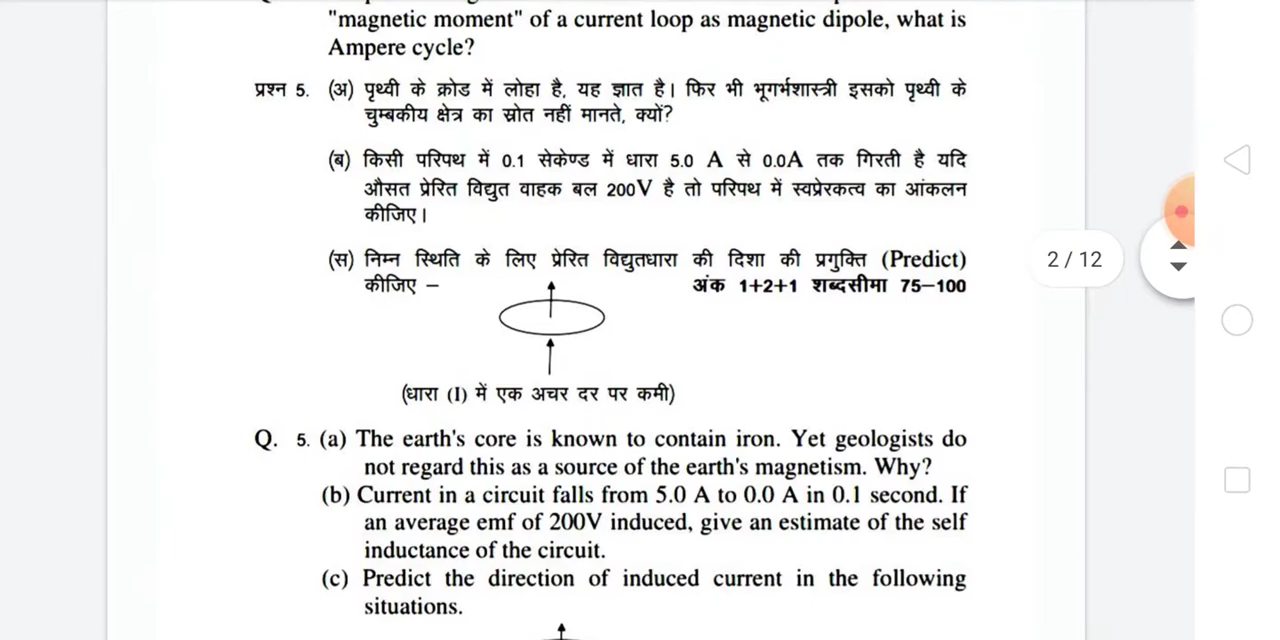 "magnetic moment" of a current loop as magnetic dipole, what is
Ampere cycle?
प्रश्न 5. (अ) पृथ्वी के क्रोड में लोहा है, यह ज्ञात है। फिर भी भूगर्भशास्त्री इसको पृथ्वी के
चुम्बकीय क्षेत्र का स्रोत नहीं मानते, क्यों?
(ब) किसी परिपथ में 0.1 सेकेण्ड में धारा 5.0 A से 0.0A तक गिरती है यदि
औसत प्रेरित विद्युत वाहक बल 200V है तो परिपथ में स्वप्रेरकत्व का आंकलन
कीजिए।
(स) निम्न स्थिति के लिए प्रेरित विद्युतधारा की दिशा की प्रगुक्ति (Predict)
कीजिए – अंक 1+2+1 शब्दसीमा 75–100
(धारा (I) में एक अचर दर पर कमी)
2 / 12
Q. 5. (a) The earth's core is known to contain iron. Yet geologists do
not regard this as a source of the earth's magnetism. Why?
(b) Current in a circuit falls from 5.0 A to 0.0 A in 0.1 second. If
an average emf of 200V induced, give an estimate of the self
inductance of the circuit.
(c) Predict the direction of induced current in the following
situations.